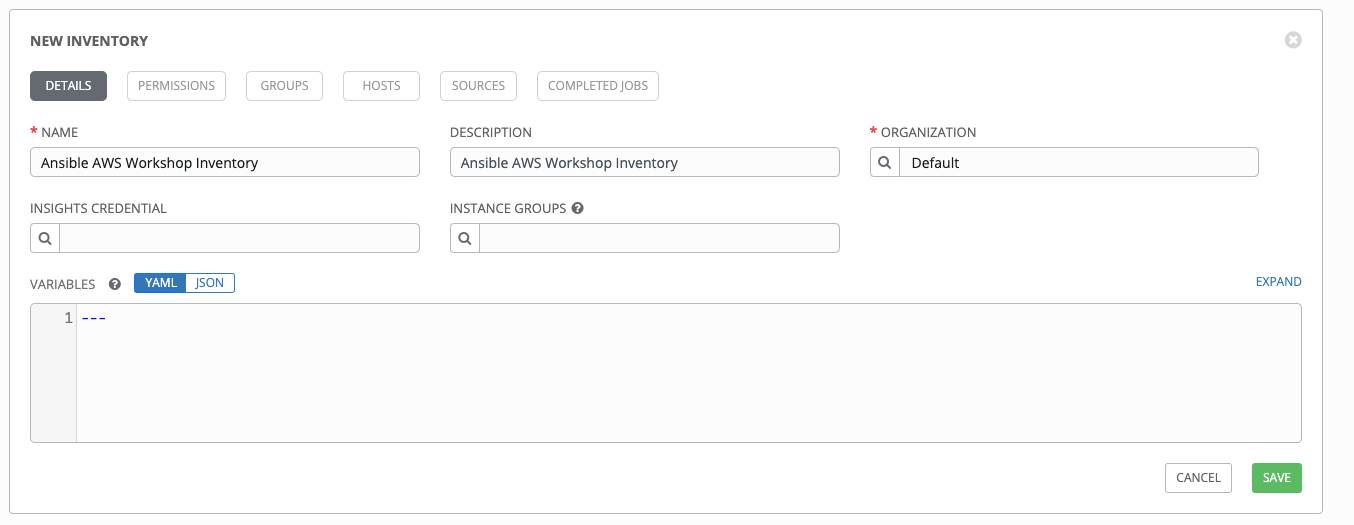 NEW INVENTORY
DETAILS PERMISSIONS GROUPS HOSTS SOURCES COMPLETED JOBS
* NAME DESCRIPTION * ORGANIZATION
Ansible AWS Workshop Inventory Ansible AWS Workshop Inventory Default
INSIGHTS CREDENTIAL INSTANCE GROUPS ?
VARIABLES ? YAML JSON EXPAND
1 ---
CANCEL SAVE